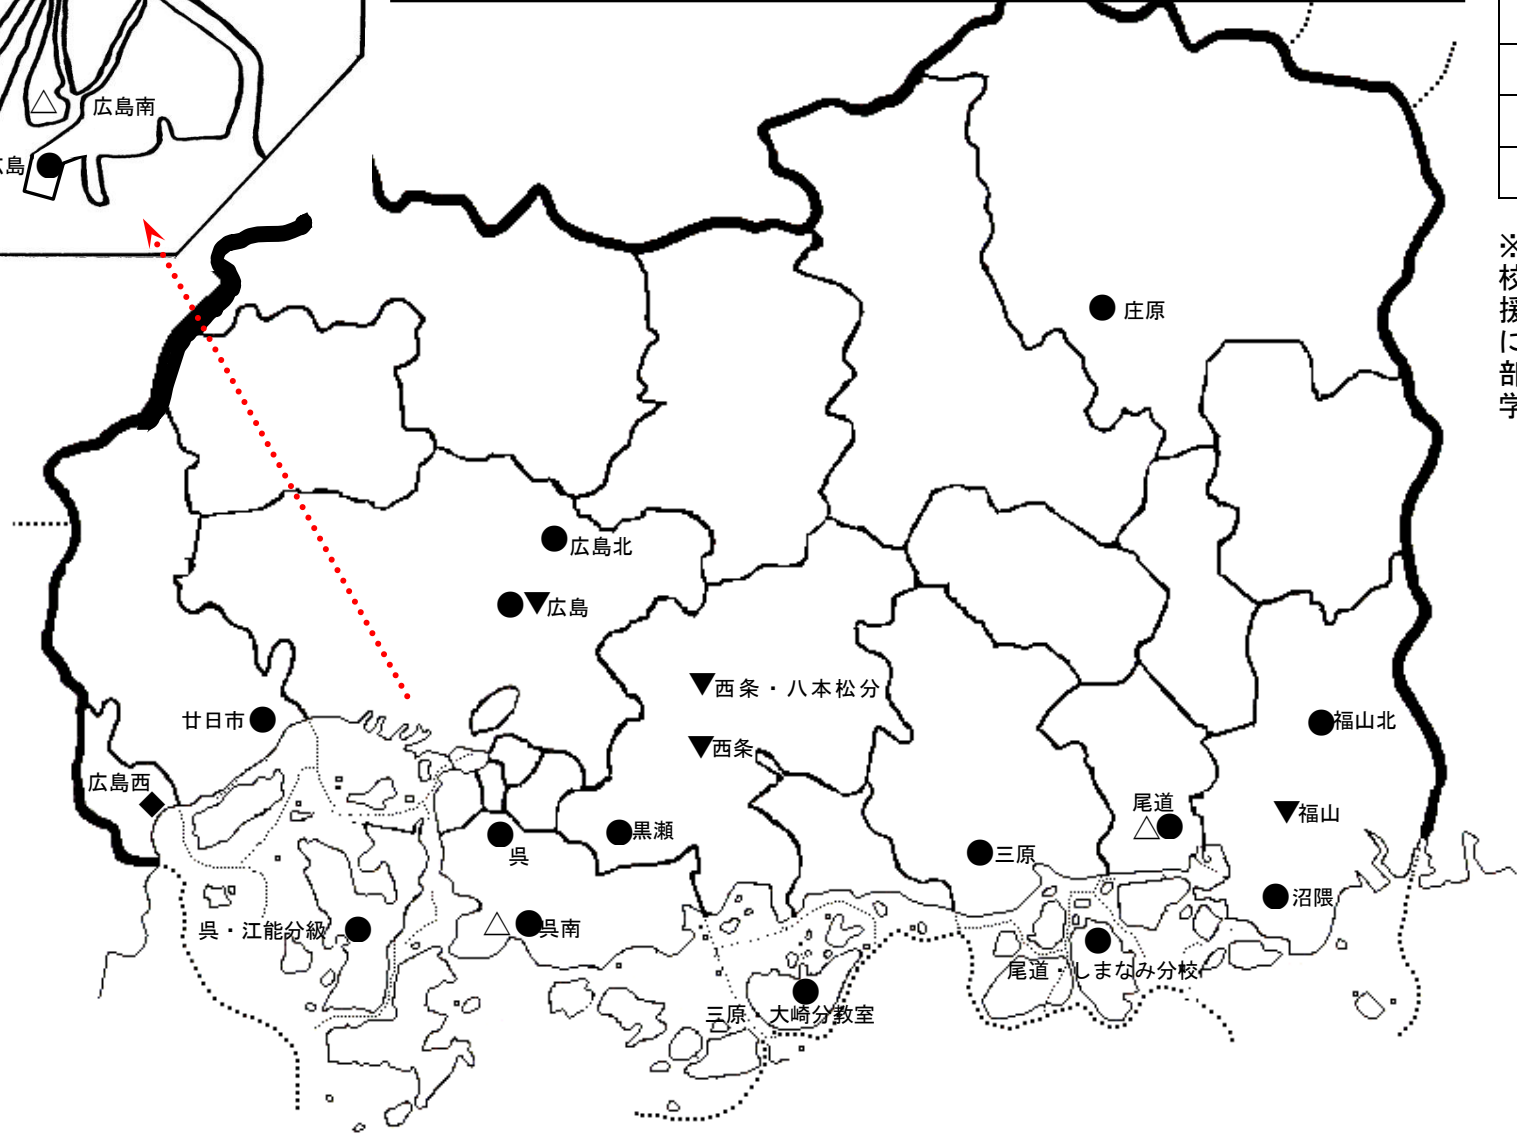 広島南
島
※
校
援
に
部
学
庄原
広島北
広島
西条・八本松分
廿日市
福山北
西条
広島西
尾道
福山
黒瀬
呉
三原
沼隈
呉・江能分級
呉南
尾道・しまなみ分校
三原・大崎分教室